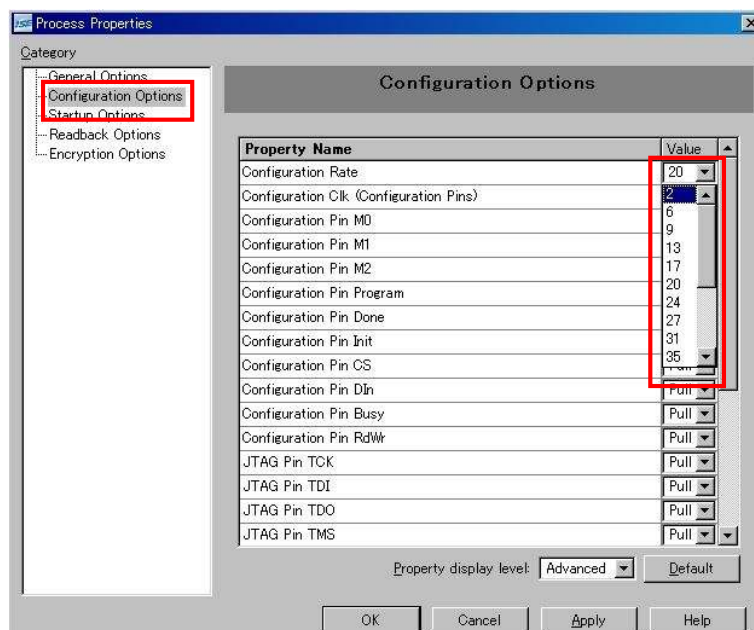 ISE Process Properties
Category
General Options
Configuration Options
Startup Options
Readback Options
Encryption Options
Configuration Options
Property Name Value
Configuration Rate 20
Configuration Clk (Configuration Pins) 2
6
Configuration Pin M0
9
Configuration Pin M1 13
Configuration Pin M2 17
20
Configuration Pin Program
24
Configuration Pin Done 27
Configuration Pin Init 31
35
Configuration Pin CS Pull
Configuration Pin DIn Pull
Configuration Pin Busy Pull
Configuration Pin RdWr Pull
JTAG Pin TCK Pull
JTAG Pin TDI Pull
JTAG Pin TDO Pull
JTAG Pin TMS Pull
Property display level: Advanced Default
OK Cancel Apply Help